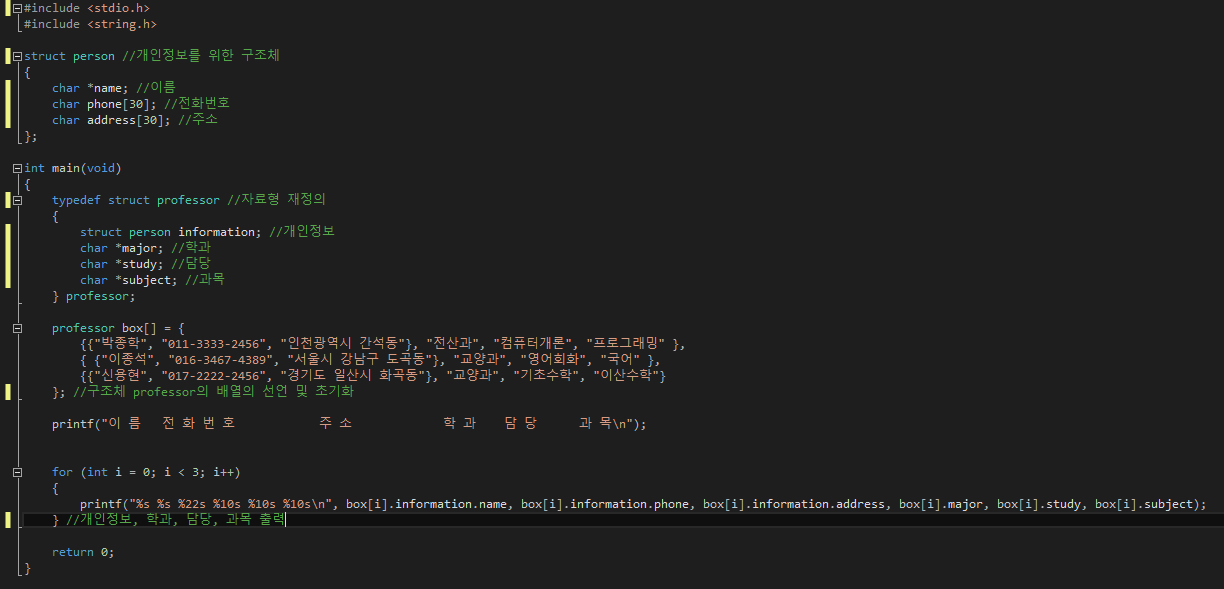 #include <stdio.h>
#include <string.h>
struct person //개인정보를 위한 구조체
{
char *name; //이름
char phone[30]; //전화번호
char address[30]; //주소
};
int main(void)
{
typedef struct professor //자료형 재정의
{
struct person information; //개인정보
char *major; //학과
char *study; //담당
char *subject; //과목
} professor;
professor box[] = {
{{"박종학", "011-3333-2456", "인천광역시 간석동"}, "전산과", "컴퓨터개론", "프로그래밍" },
{ {"이종석", "016-3467-4389", "서울시 강남구 도곡동"}, "교양과", "영어회화", "국어" },
{{"신용현", "017-2222-2456", "경기도 일산시 화곡동"}, "교양과", "기초수학", "이산수학"}
}; //구조체 professor의 배열의 선언 및 초기화
printf("이 름 전 화 번 호 주 소 학 과 담 당 과 목\n");
for (int i = 0; i < 3; i++)
{
printf("%s %s %22s %10s %10s %10s\n", box[i].information.name, box[i].information.phone, box[i].information.address, box[i].major, box[i].study, box[i].subject);
} //개인정보, 학과, 담당, 과목 출력
return 0;
}